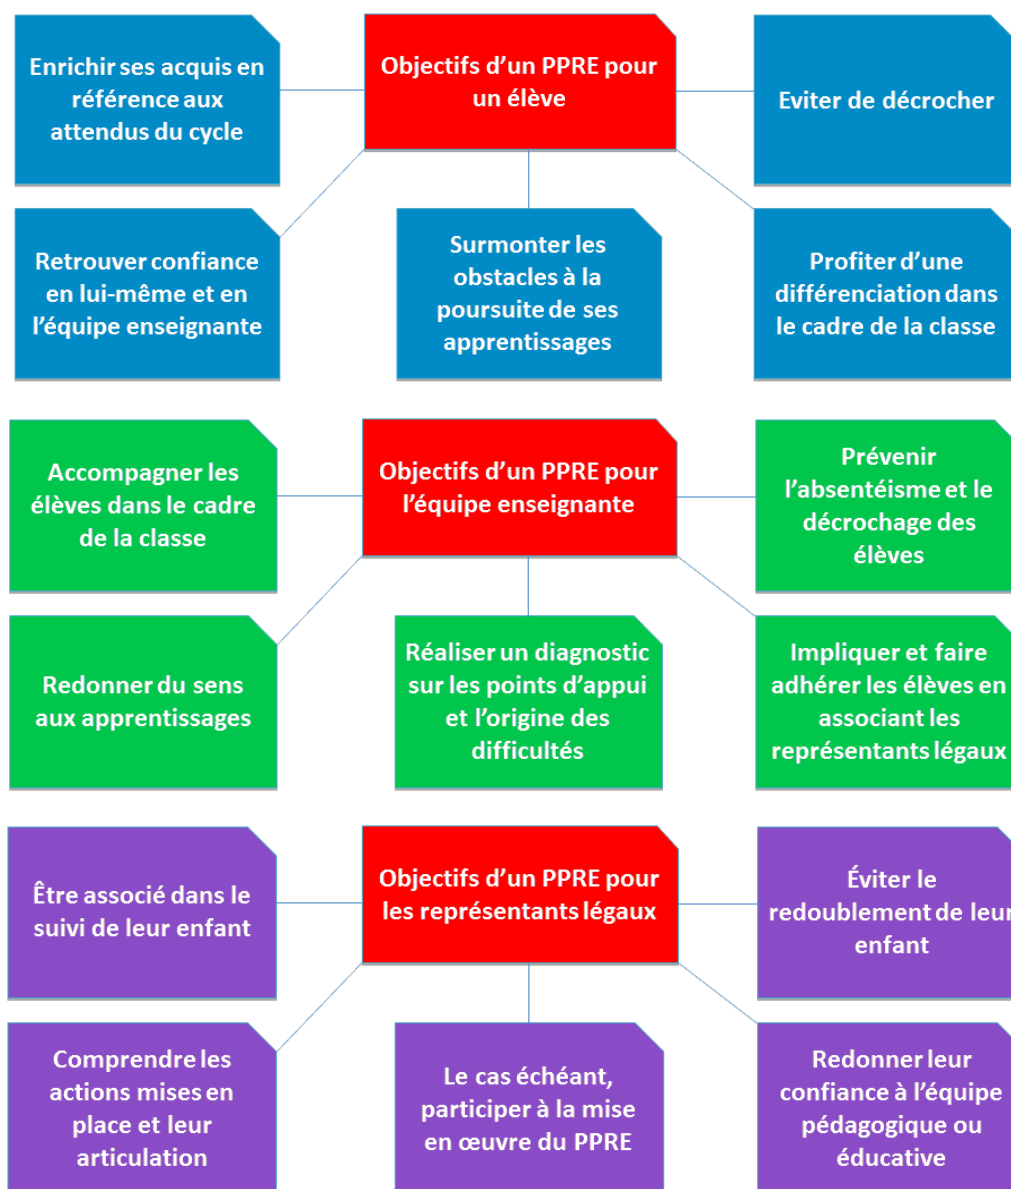 Enrichir ses acquis en
référence aux
attendus du cycle
Objectifs d’un PPRE pour
un élève
Eviter de décrocher
Retrouver confiance
en lui-même et en
l’équipe enseignante
Surmonter les
obstacles à la
poursuite de ses
apprentissages
Profiter d’une
différenciation dans
le cadre de la classe
Accompagner les
élèves dans le cadre
de la classe
Objectifs d’un PPRE pour
l’équipe enseignante
Prévenir
l’absentéisme et le
décrochage des
élèves
Redonner du sens
aux apprentissages
Réaliser un diagnostic
sur les points d’appui
et l’origine des
difficultés
Impliquer et faire
adhérer les élèves en
associant les
représentants légaux
Être associé dans le
suivi de leur enfant
Objectifs d’un PPRE pour
les représentants légaux
Éviter le
redoublement de leur
enfant
Comprendre les
actions mises en
place et leur
articulation
Le cas échéant,
participer à la mise
en œuvre du PPRE
Redonner leur
confiance à l’équipe
pédagogique ou
éducative